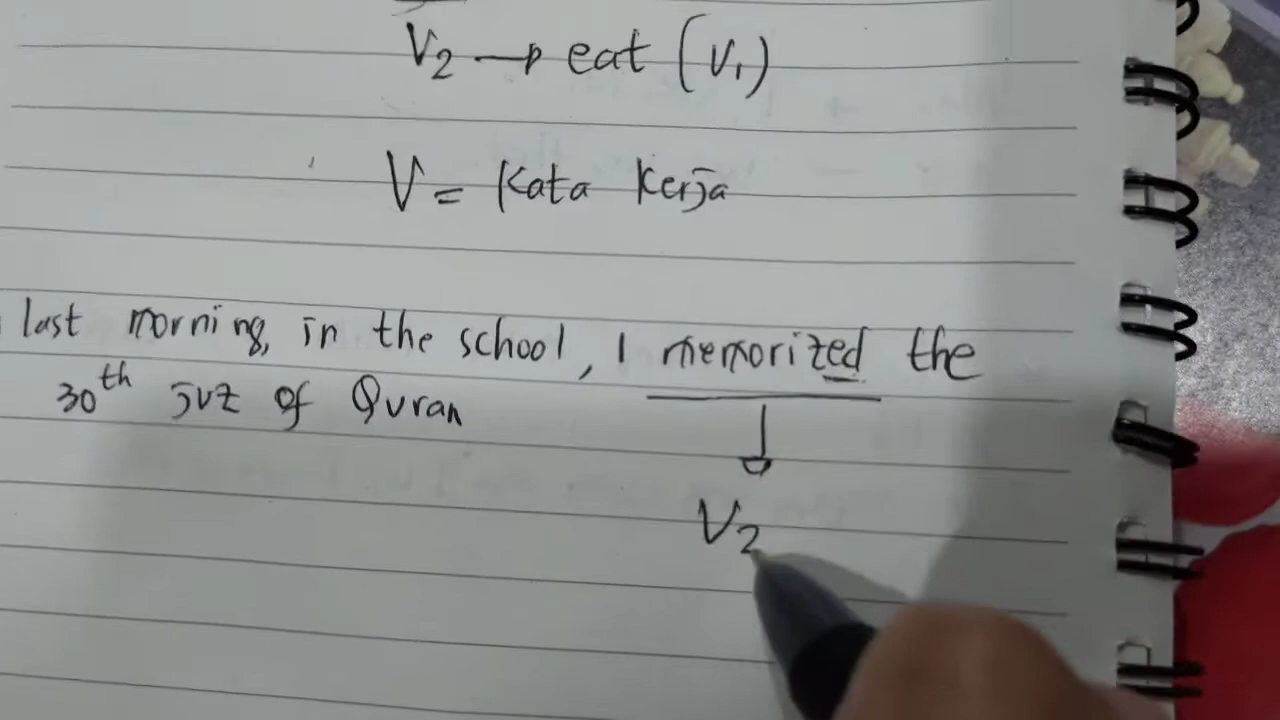 V2 → eat (V1)
V = Kata Kerja
last morning, in the school, I memorized the
30th juz of Quran
V2